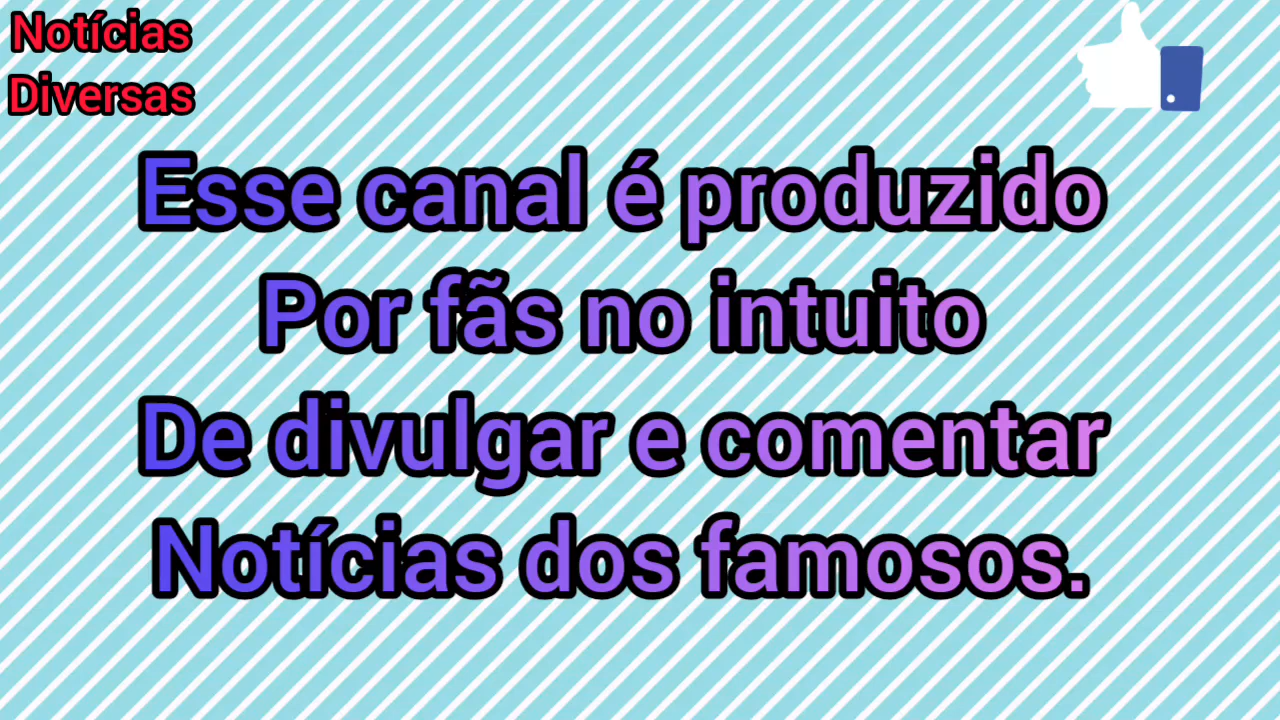 Notícias
Diversas
Esse canal é produzido
Por fãs no intuito
De divulgar e comentar
Notícias dos famosos.